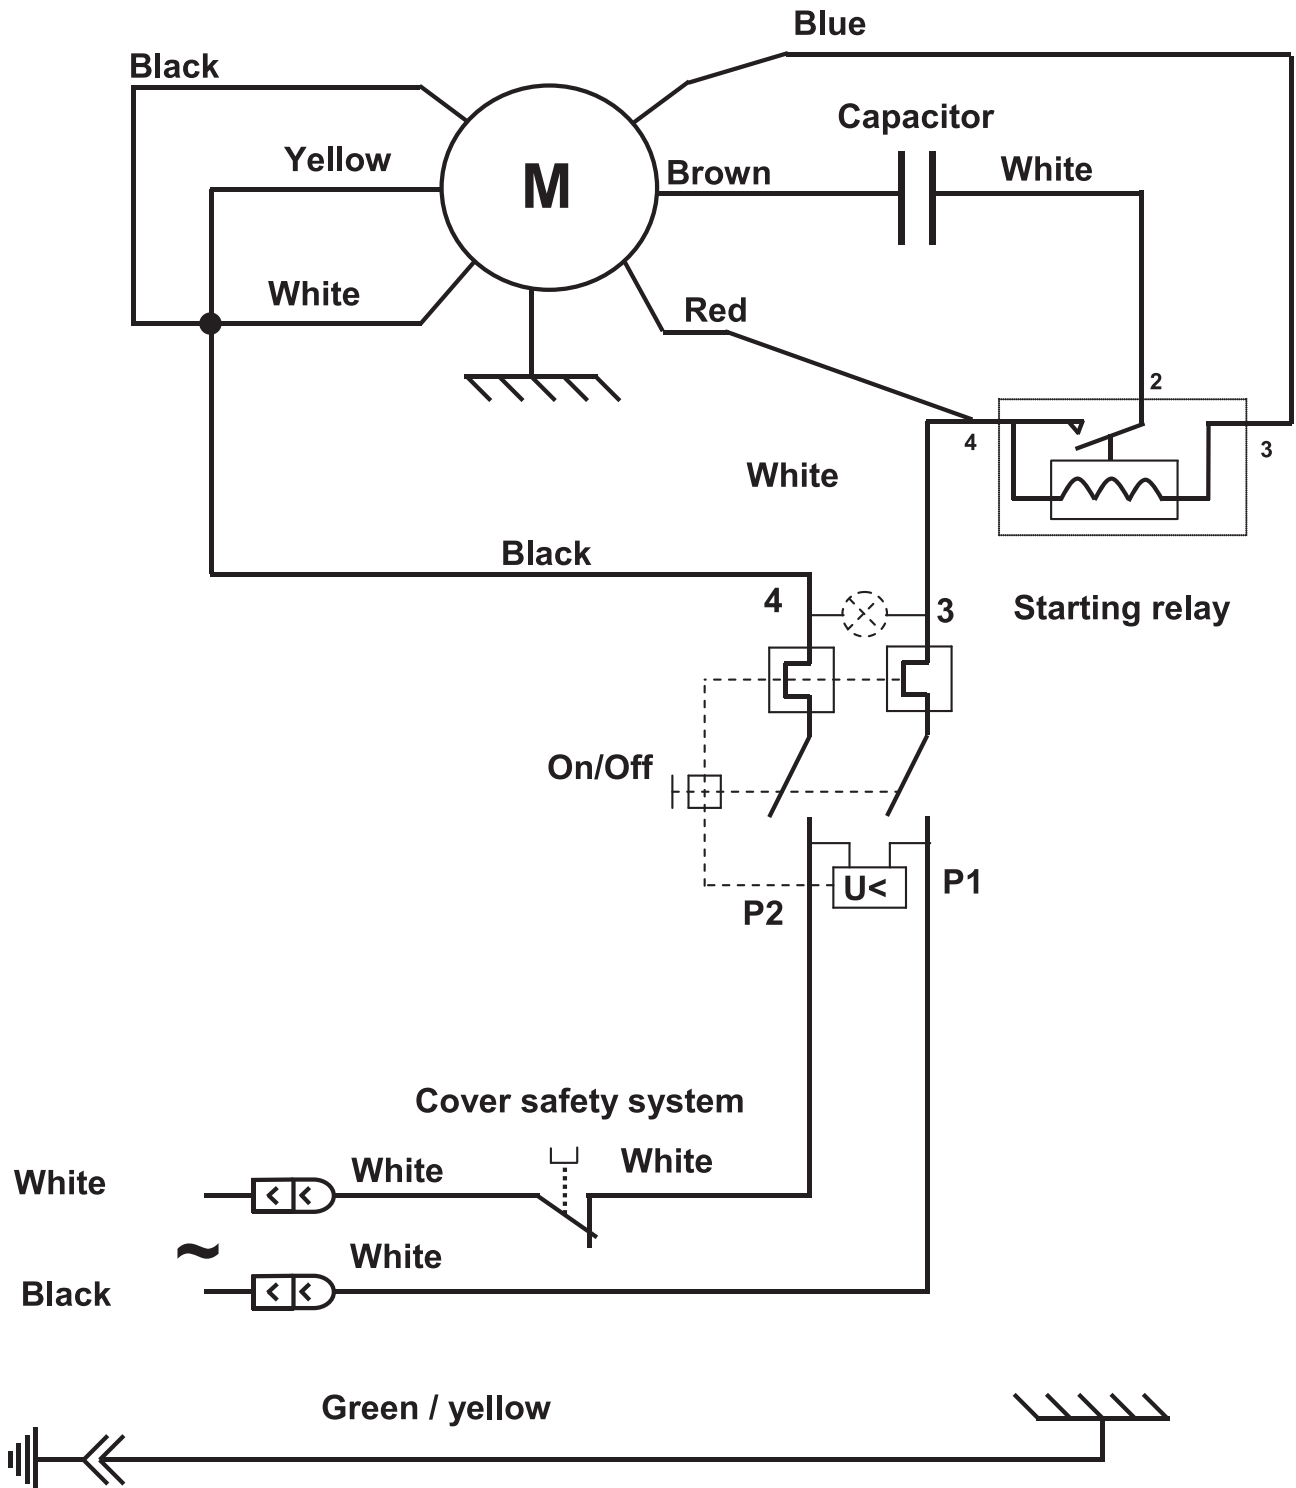 Blue
Black
Capacitor
Yellow
M
Brown
White
White
Red
2
4
3
White
Black
4
3
Starting relay
On/Off
U<
P1
P2
Cover safety system
White
White
White
~
White
Black
Green / yellow